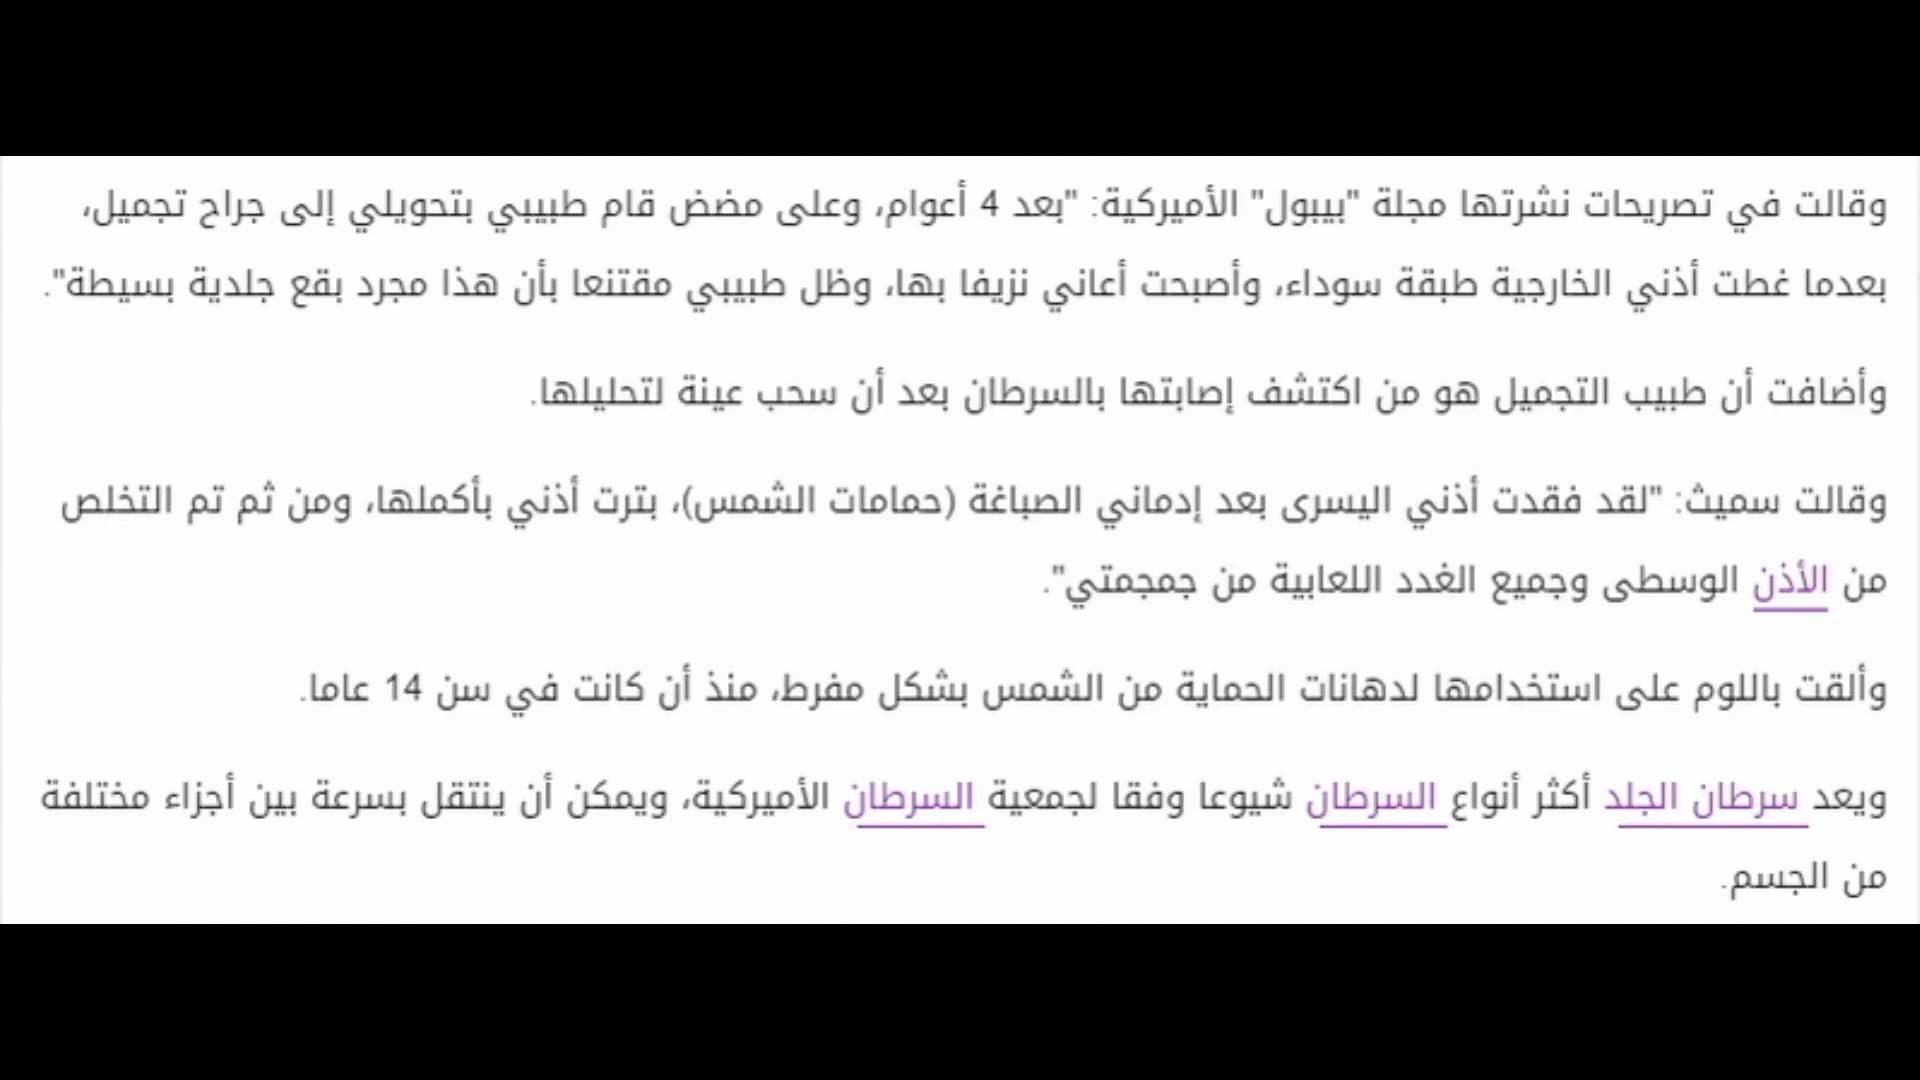 وقالت في تصريحات نشرتها مجلة "بيبول" الأميركية: "بعد 4 أعوام، وعلى مضض قام طبيبي بتحويلي إلى جراح تجميل،
بعدما غطت أذني الخارجية طبقة سوداء، وأصبحت أعاني نزيفا بها، وظل طبيبي مقتنعا بأن هذا مجرد بقع جلدية بسيطة".
وأضافت أن طبيب التجميل هو من اكتشف إصابتها بالسرطان بعد أن سحب عينة لتحليلها.
وقالت سميث: "لقد فقدت أذني اليسرى بعد إدماني الصباغة (حمامات الشمس)، بترت أذني بأكملها، ومن ثم تم التخلص
من الأذن الوسطى وجميع الغدد اللعابية من جمجمتي".
وألقت باللوم على استخدامها لدهانات الحماية من الشمس بشكل مفرط، منذ أن كانت في سن 14 عاما.
ويعد سرطان الجلد أكثر أنواع السرطان شيوعا وفقا لجمعية السرطان الأميركية، ويمكن أن ينتقل بسرعة بين أجزاء مختلفة
من الجسم.